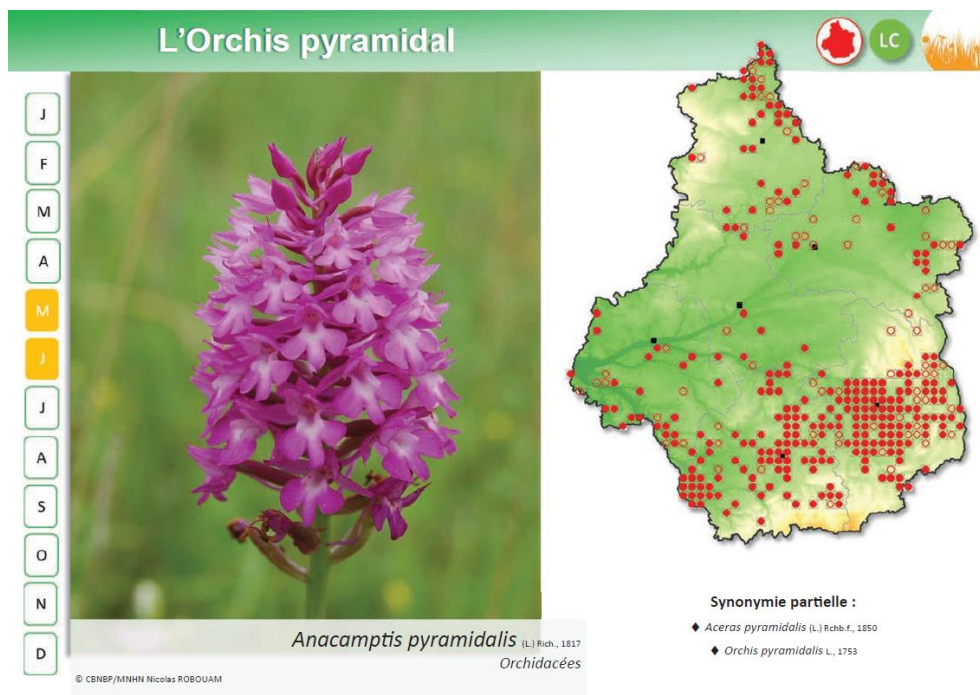 L'Orchis pyramidal
LC
J
F
M
A
M
J
J
A
S
O
N
D
Anacamptis pyramidalis (L.) Rich., 1817
Orchidacées
© CBNBP/MNHN Nicolas ROBOUAM
Synonymie partielle :
♦ Aceras pyramidalis (L.) Rchb.f., 1850
♦ Orchis pyramidalis L., 1753